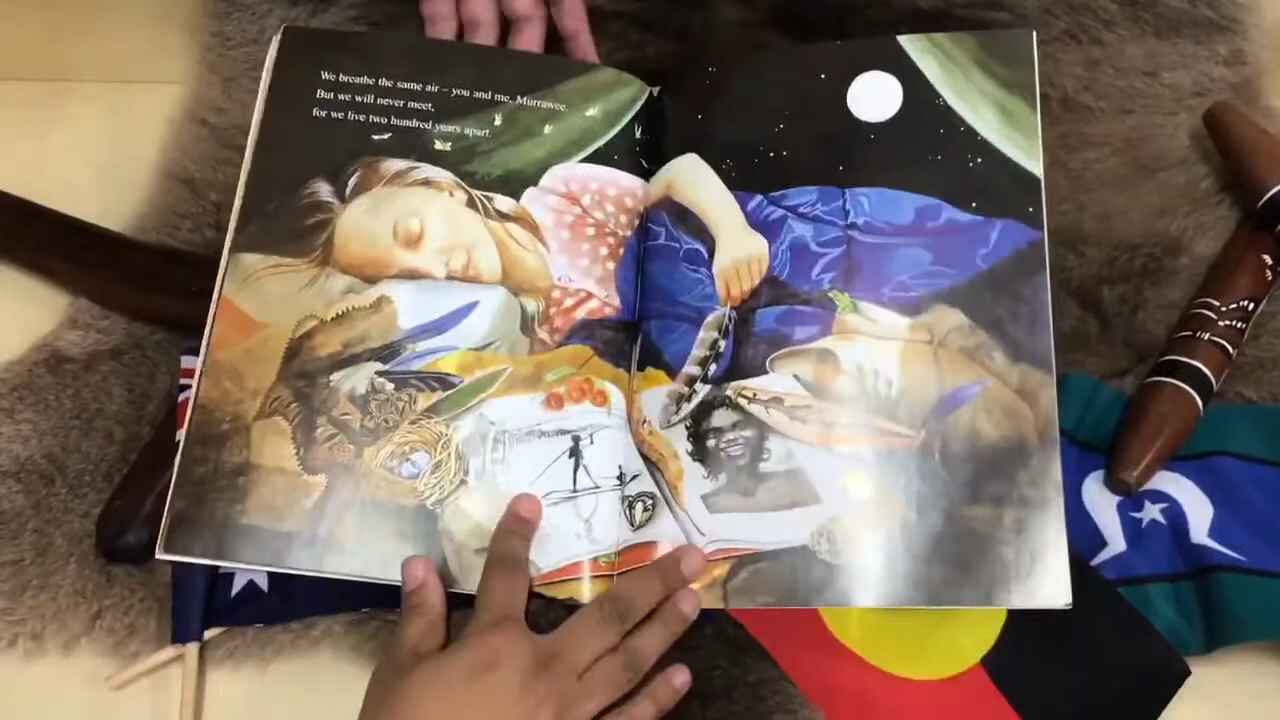 We breathe the same air – you and me, Murrawee.
But we will never meet,
for we live two hundred years apart.